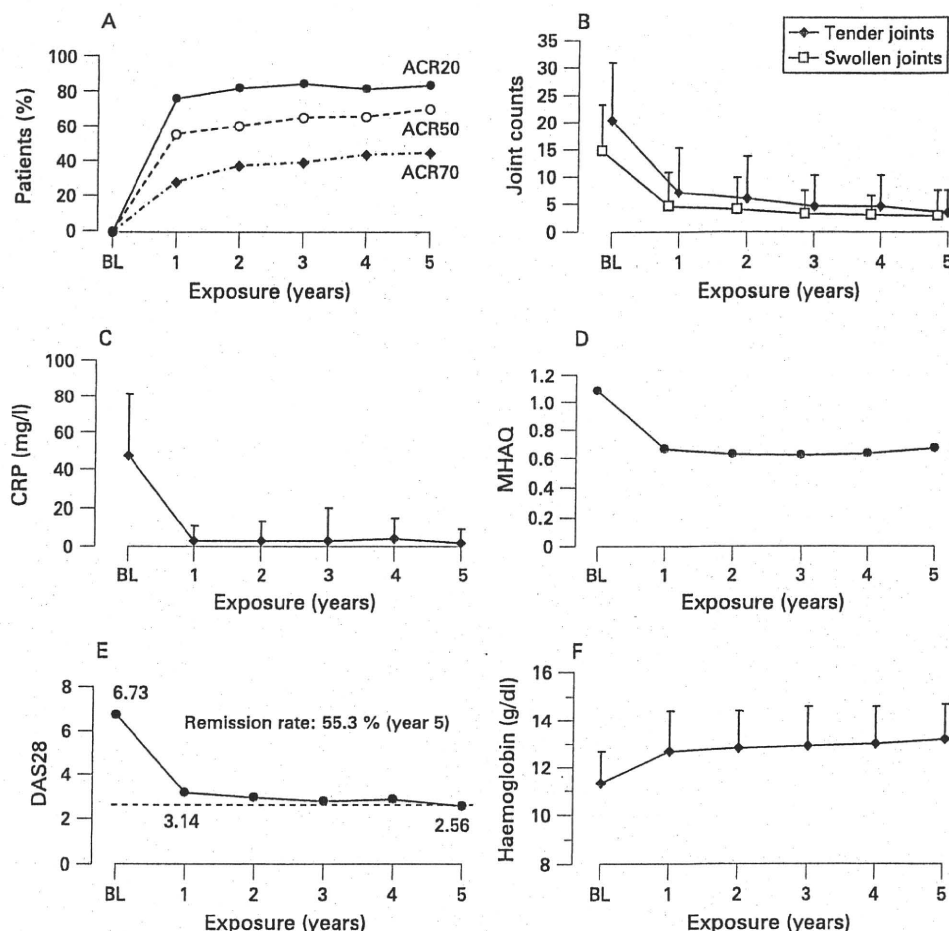 A
100
80
60
40
20
0
Patients (%)
ACR20
ACR50
ACR70
BL 1 2 3 4 5
Exposure (years)
B
Tender joints
Swollen joints
35
30
25
20
15
10
5
0
Joint counts
BL 1 2 3 4 5
Exposure (years)
C
100
80
60
40
20
0
CRP (mg/l)
BL 1 2 3 4 5
Exposure (years)
D
1.2
1.0
0.8
0.6
0.4
0.2
0
MHAQ
BL 1 2 3 4 5
Exposure (years)
E
8
6
4
2
0
DAS28
6.73
Remission rate: 55.3 % (year 5)
3.14
2.56
BL 1 2 3 4 5
Exposure (years)
F
16
14
12
10
8
Haemoglobin (g/dl)
BL 1 2 3 4 5
Exposure (years)